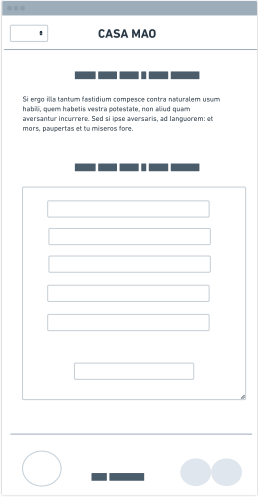 CASA MAO
Si ergo illa tantum fastidium compesce contra naturalem usum
habili, quem habetis vestra potestate, non aliud quam
aversantur incurrere. Sed si ipse aversaris, ad languorem: et
mors, paupertas et tu miseros fore.